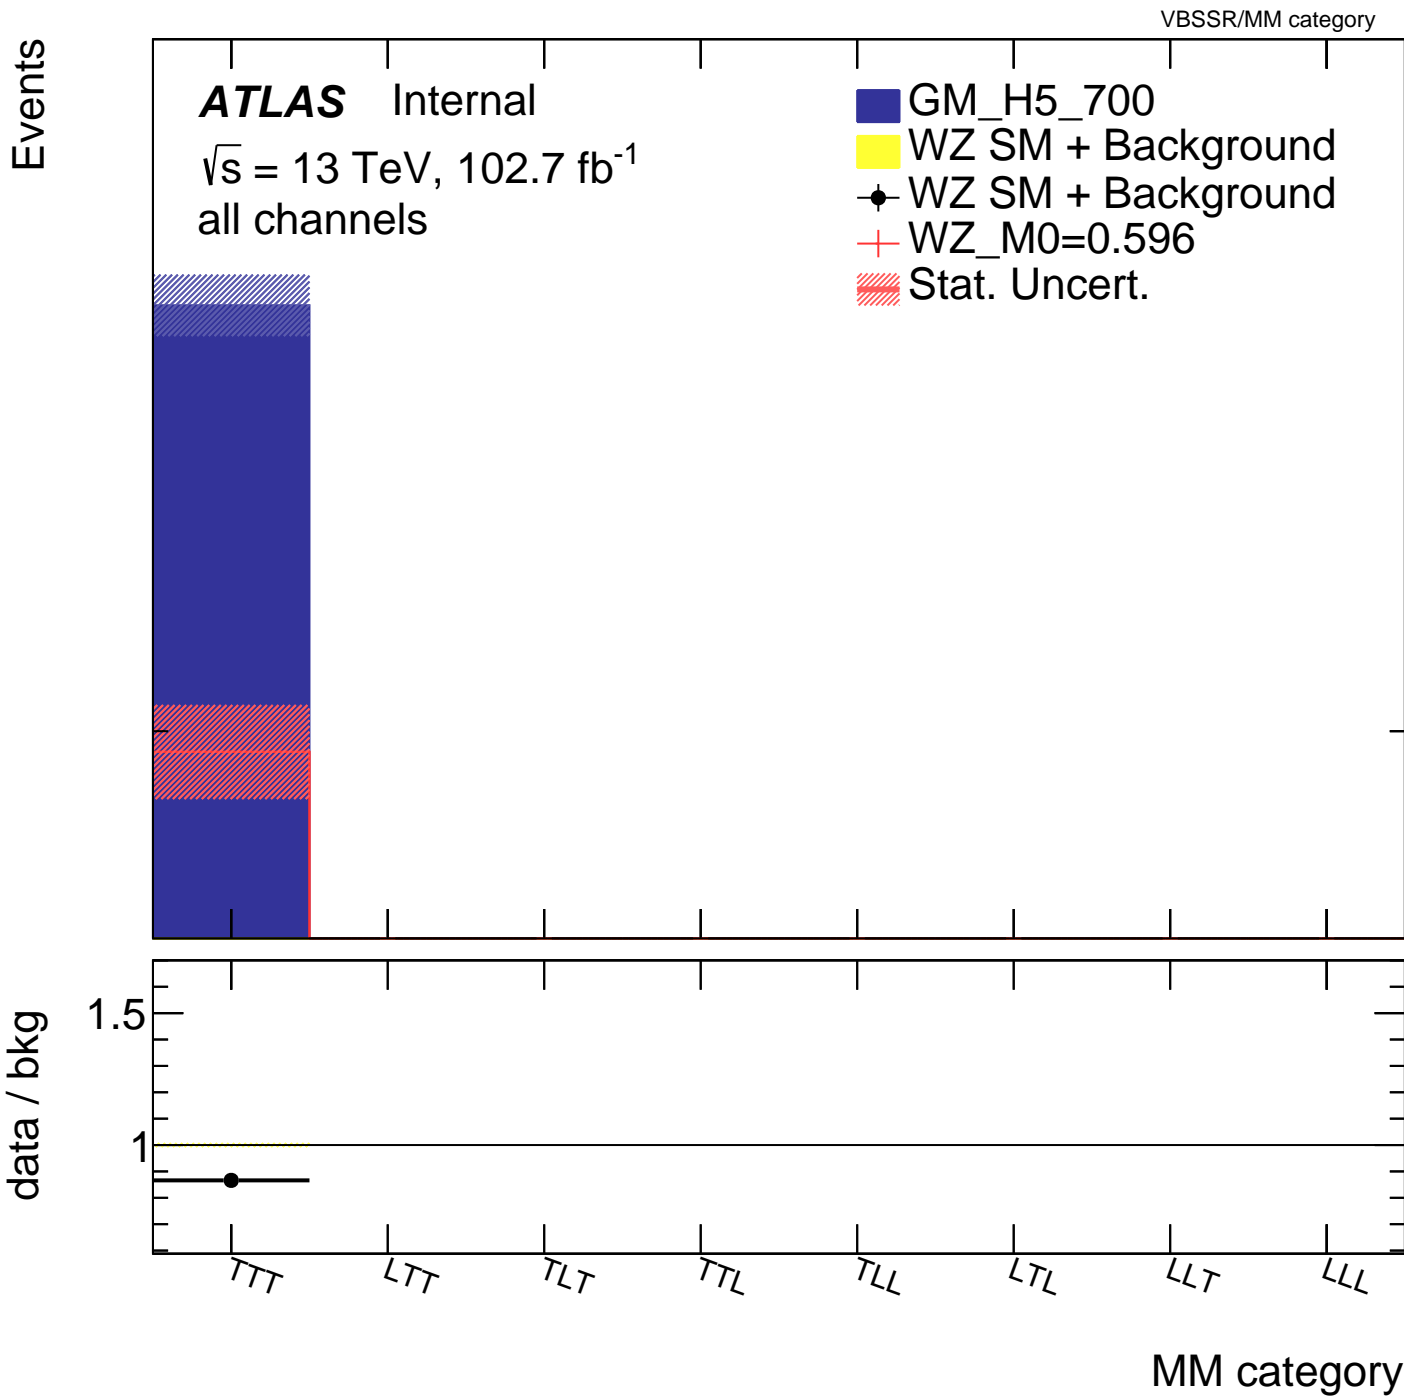 VBSSR/MM category
Events
ATLAS Internal
√s = 13 TeV, 102.7 fb⁻¹
all channels
GM_H5_700
WZ SM + Background
WZ SM + Background
WZ_M0=0.596
Stat. Uncert.
data / bkg
1.5
1
TTT LTT TLT TTL TLL LTL LLT LLL
MM category